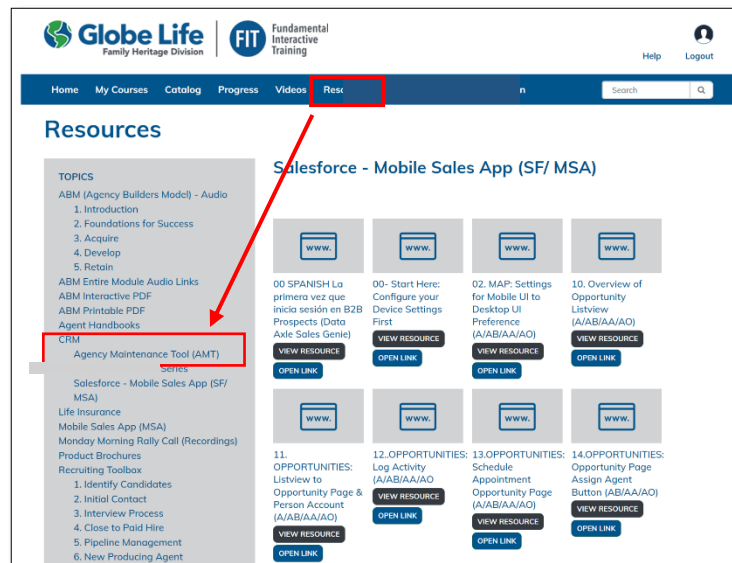 Globe Life
Family Heritage Division
FIT
Fundamental
Interactive
Training
Help
Logout
Home
My Courses
Catalog
Progress
Videos
Search
Resources
TOPICS
ABM (Agency Builders Model) - Audio
1. Introduction
2. Foundations for Success
3. Acquire
4. Develop
5. Retain
ABM Entire Module Audio Links
ABM Interactive PDF
ABM Printable PDF
Agent Handbooks
CRM
Agency Maintenance Tool (AMT)
Series
Salesforce - Mobile Sales App (SF/
MSA)
Life Insurance
Mobile Sales App (MSA)
Monday Morning Rally Call (Recordings)
Product Brochures
Recruiting Toolbox
1. Identify Candidates
2. Initial Contact
3. Interview Process
4. Close to Paid Hire
5. Pipeline Management
6. New Producing Agent
Salesforce - Mobile Sales App (SF/ MSA)
www.
00 SPANISH La
primera vez que
inicia sesión en B2B
Prospects (Data
Axle Sales Genie)
VIEW RESOURCE
OPEN LINK
www.
00- Start Here:
Configure your
Device Settings
First
VIEW RESOURCE
OPEN LINK
www.
02. MAP: Settings
for Mobile UI to
Desktop UI
Preference
(A/AB/AA/AO)
VIEW RESOURCE
OPEN LINK
www.
10. Overview of
Opportunity
Listview
(A/AB/AA/AO)
VIEW RESOURCE
OPEN LINK
www.
11.
OPPORTUNITIES:
Listview to
Opportunity Page &
Person Account
(A/AB/AA/AO)
VIEW RESOURCE
OPEN LINK
www.
12..OPPORTUNITIES:
Log Activity
(A/AB/AA/AO
VIEW RESOURCE
OPEN LINK
www.
13.OPPORTUNITIES:
Schedule
Appointment
Opportunity Page
(A/AB/AA/AO)
VIEW RESOURCE
OPEN LINK
www.
14.OPPORTUNITIES:
Opportunity Page
Assign Agent
Button (AB/AA/AO)
VIEW RESOURCE
OPEN LINK